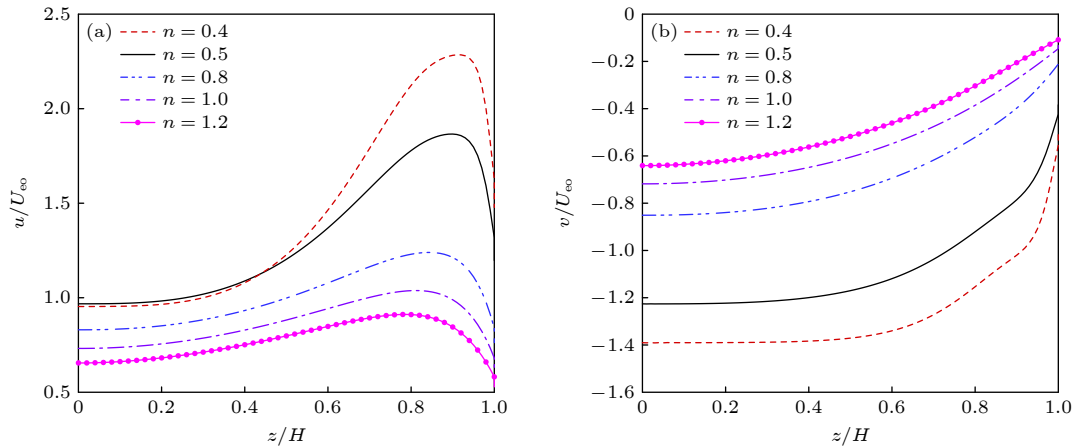 (a)
n = 0.4
n = 0.5
n = 0.8
n = 1.0
n = 1.2
2.5
2.0
1.5
1.0
0.5
u/U_eo
0
0.2
0.4
0.6
0.8
1.0
z/H
(b)
n = 0.4
n = 0.5
n = 0.8
n = 1.0
n = 1.2
0
−0.2
−0.4
−0.6
−0.8
−1.0
−1.2
−1.4
−1.6
v/U_eo
0
0.2
0.4
0.6
0.8
1.0
z/H